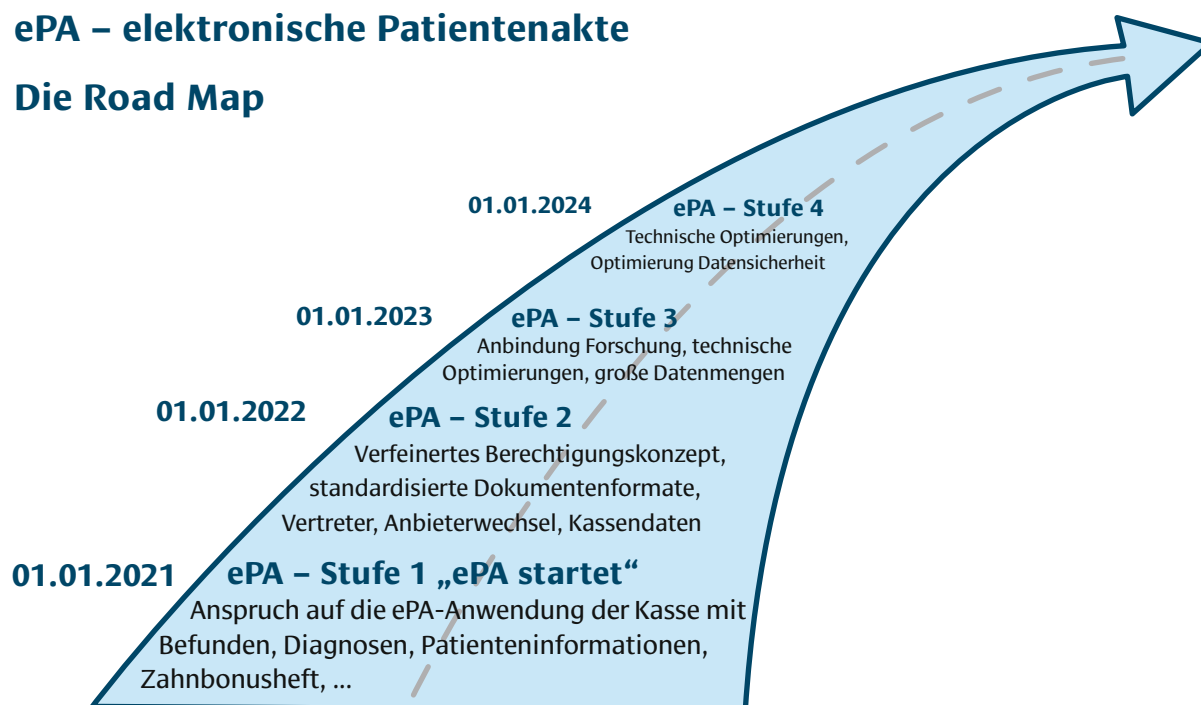 ePA – elektronische Patientenakte
Die Road Map
01.01.2024
ePA – Stufe 4
Technische Optimierungen,
Optimierung Datensicherheit
01.01.2023
ePA – Stufe 3
Anbindung Forschung, technische
Optimierungen, große Datenmengen
01.01.2022
ePA – Stufe 2
Verfeinertes Berechtigungskonzept,
standardisierte Dokumentenformate,
Vertreter, Anbieterwechsel, Kassendaten
01.01.2021
ePA – Stufe 1 „ePA startet“
Anspruch auf die ePA-Anwendung der Kasse mit
Befunden, Diagnosen, Patienteninformationen,
Zahnbonusheft, ...